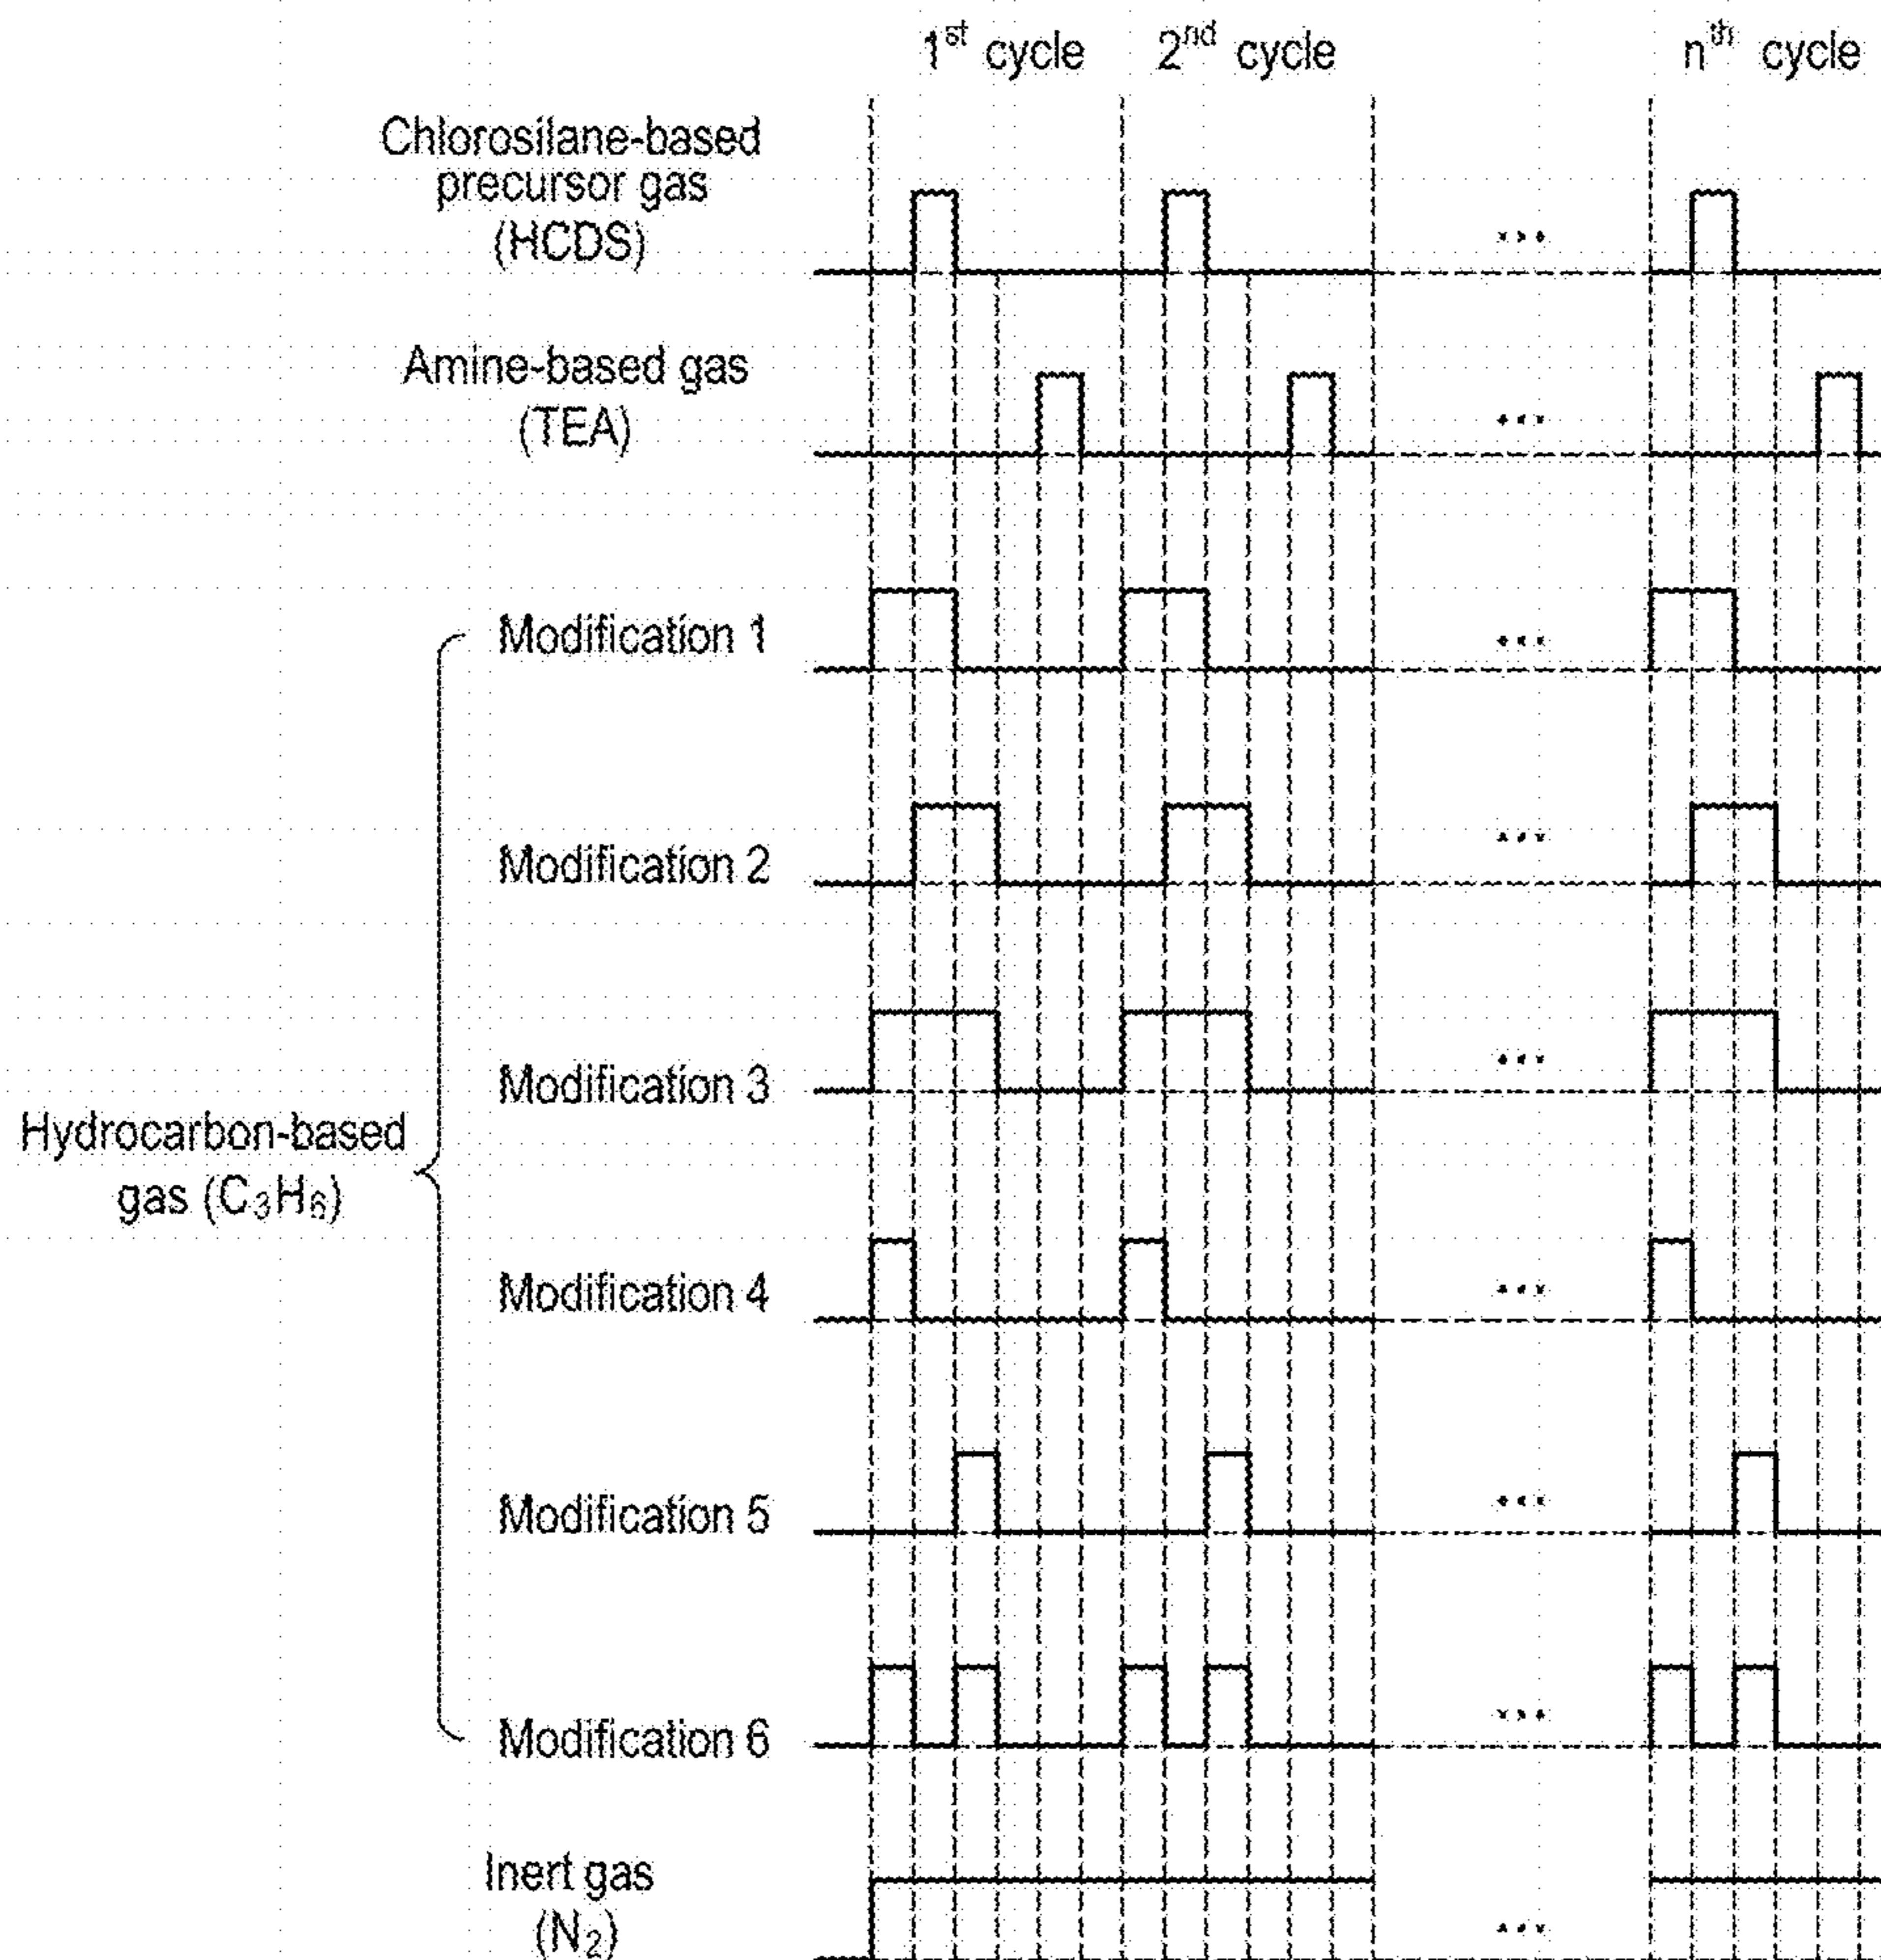 1st cycle 2nd cycle nth cycle
Chlorosilane-based
precursor gas
(HCDS)
...
Amine-based gas
(TEA)
...
Modification 1
...
Modification 2
...
Modification 3
...
Hydrocarbon-based
gas (C3H6)
Modification 4
...
Modification 5
...
Modification 6
...
Inert gas
(N2)
...